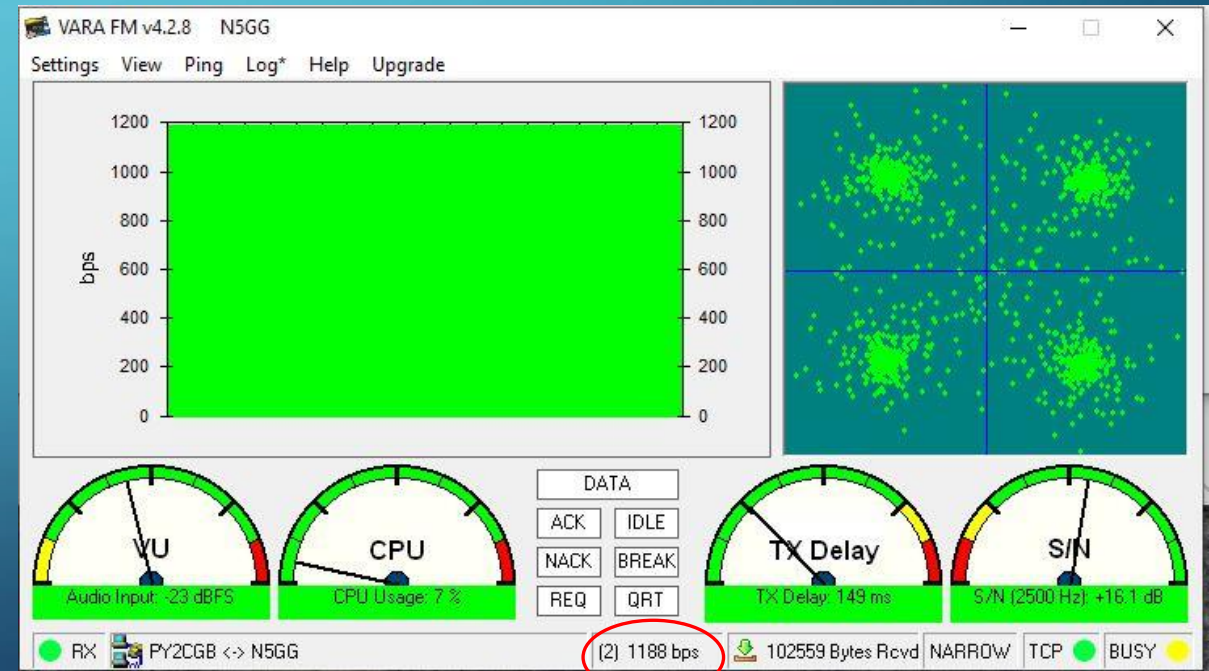 VARA FM v4.2.8 N5GG
Settings View Ping Log* Help Upgrade
1200 1200
1000 1000
800 800
bps
600 600
400 400
200 200
0 0
VU
Audio Input: -23 dBFS
CPU
CPU Usage: 7 %
DATA
ACK IDLE
NACK BREAK
REQ QRT
TX Delay
TX Delay: 149 ms
S/N
S/N (2500 Hz): +16.1 dB
RX PY2CGB <-> N5GG (2) 1188 bps 102559 Bytes Rcvd NARROW TCP BUSY